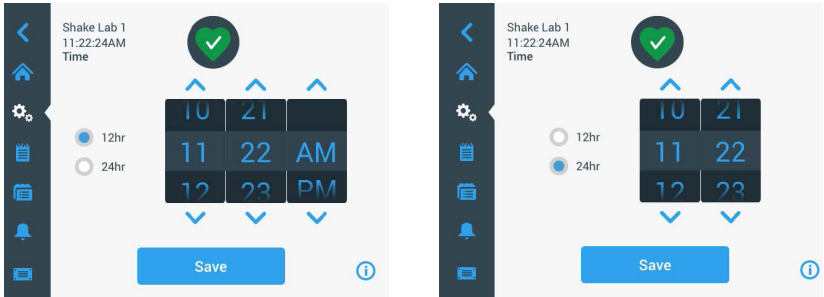 Shake Lab 1
11:22:24AM
Time
10 21
12hr
11 22 AM
24hr
12 23 PM
Save
Shake Lab 1
11:22:24AM
Time
10 21
12hr
11 22
24hr
12 23
Save